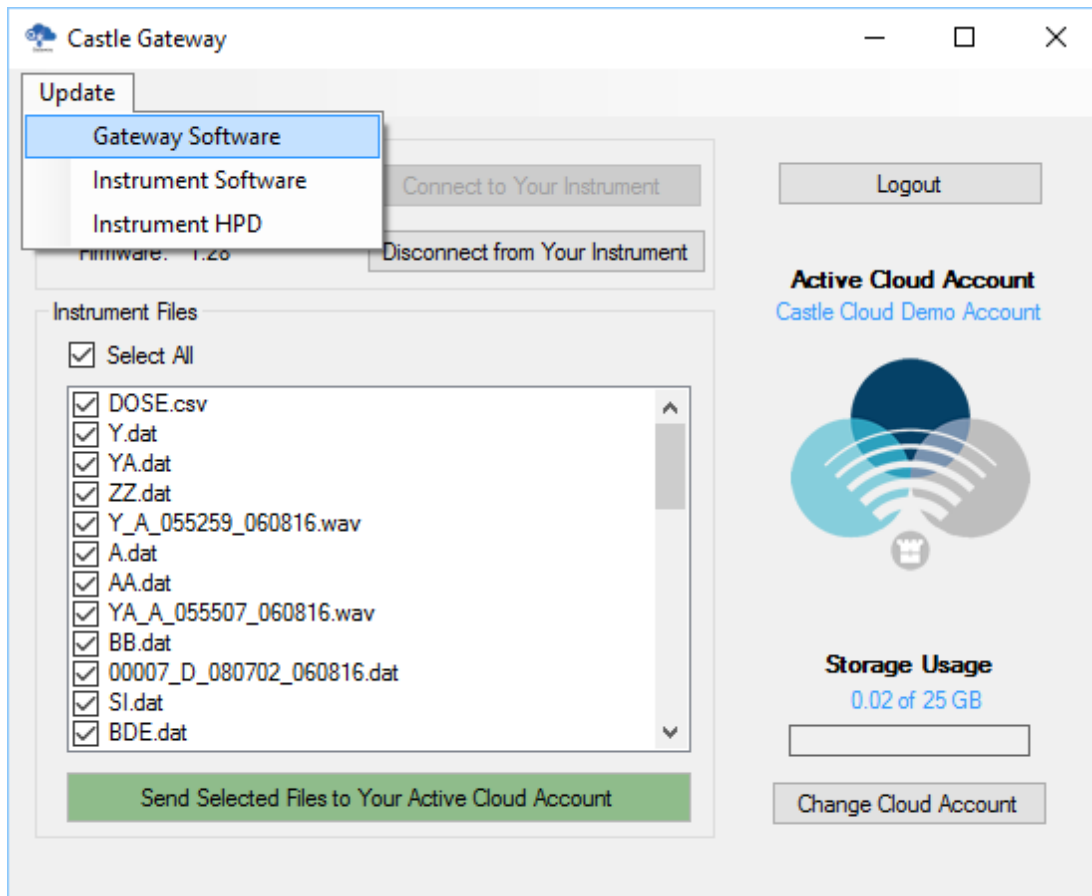 Castle Gateway
Update
Gateway Software
Instrument Software
Instrument HPD
Connect to Your Instrument
Firmware: 1.28
Disconnect from Your Instrument
Instrument Files
Select All
DOSE.csv
Y.dat
YA.dat
ZZ.dat
Y_A_055259_060816.wav
A.dat
AA.dat
YA_A_055507_060816.wav
BB.dat
00007_D_080702_060816.dat
SI.dat
BDE.dat
Send Selected Files to Your Active Cloud Account
Logout
Active Cloud Account
Castle Cloud Demo Account
Storage Usage
0.02 of 25 GB
Change Cloud Account